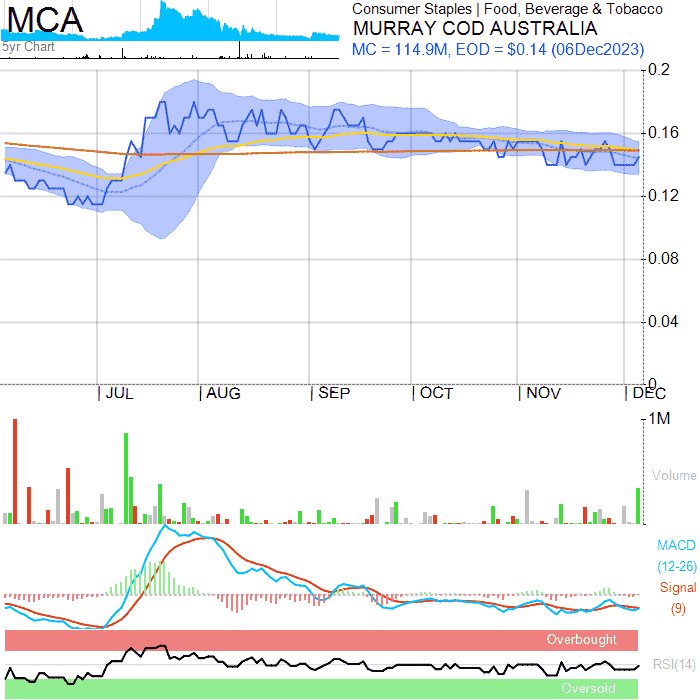 MCA
5yr Chart
Consumer Staples | Food, Beverage & Tobacco
MURRAY COD AUSTRALIA
MC = 114.9M, EOD = $0.14 (06Dec2023)
0.2
0.16
0.12
0.08
0.04
0
JUL AUG SEP OCT NOV DEC
1M
Volume
MACD
(12-26)
Signal
(9)
Overbought
RSI(14)
Oversold